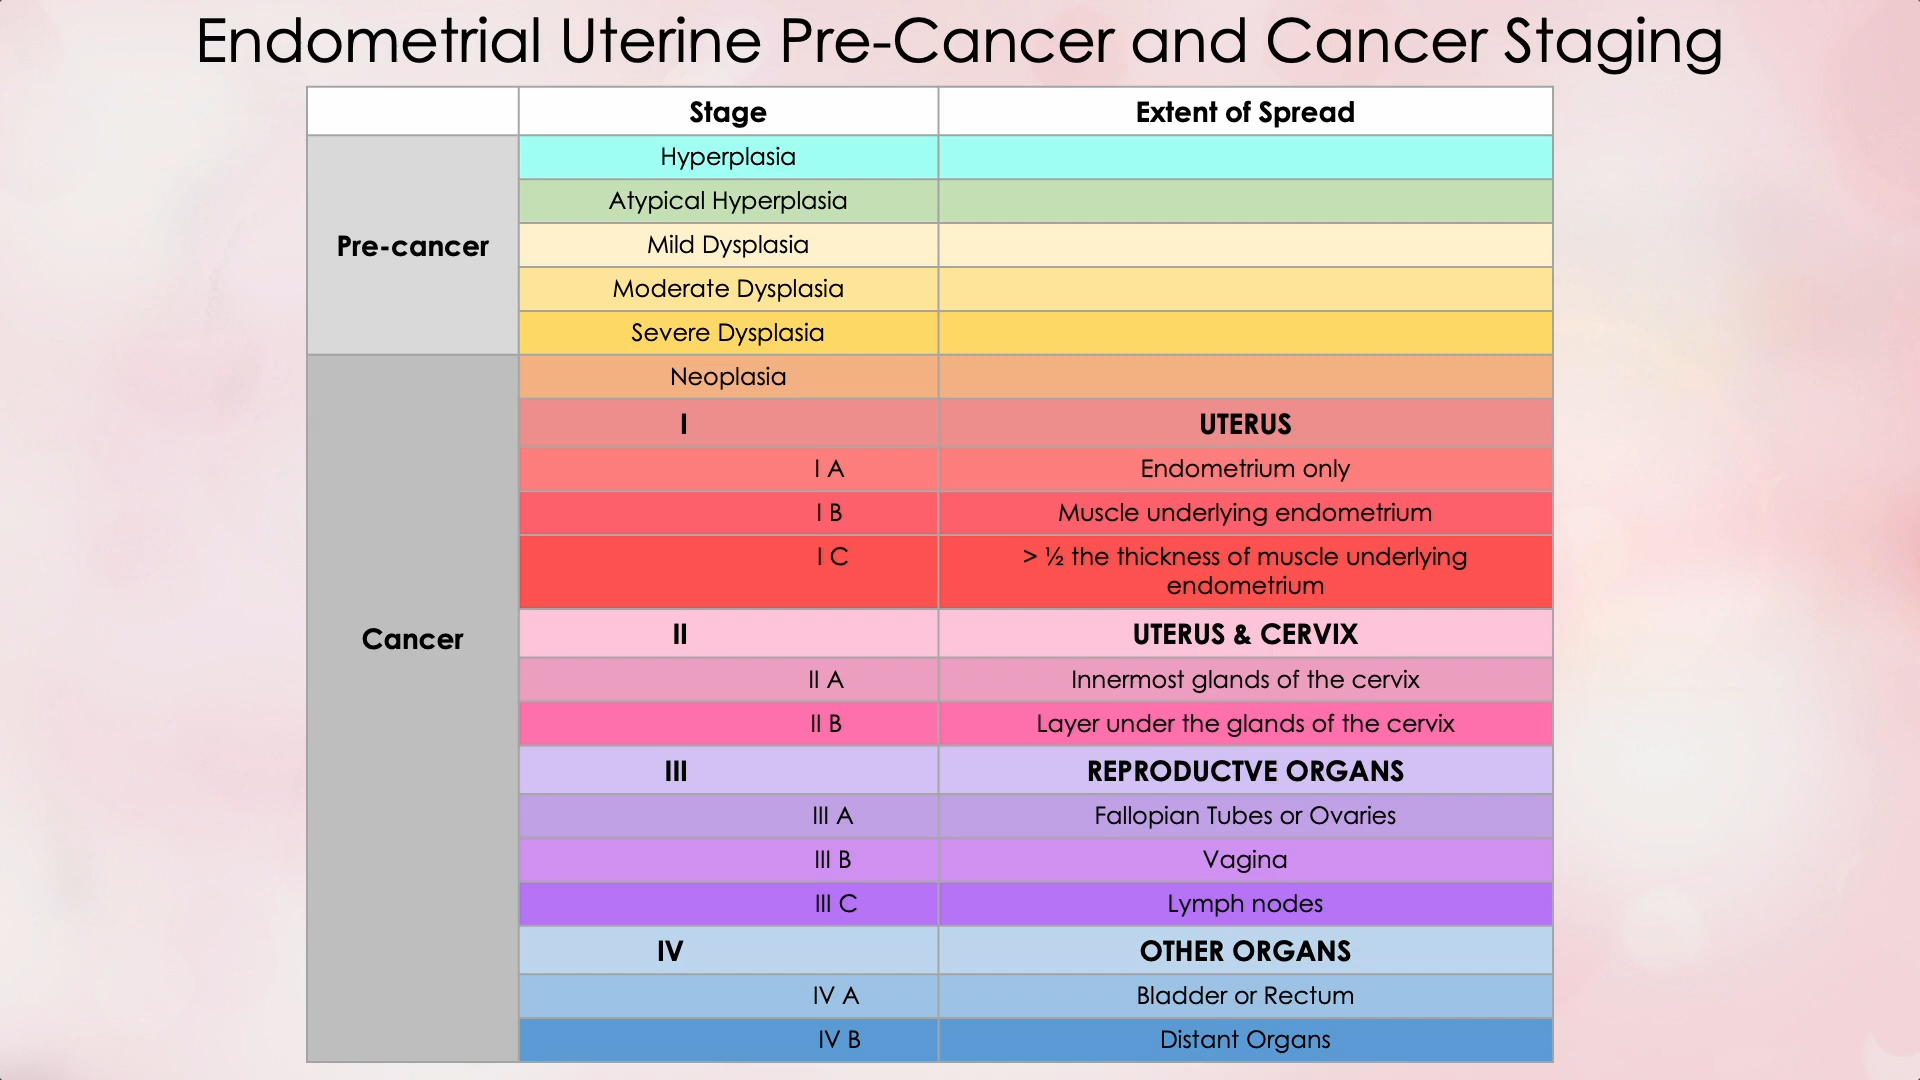 Endometrial Uterine Pre-Cancer and Cancer Staging
Stage Extent of Spread
Pre-cancer
Hyperplasia
Atypical Hyperplasia
Mild Dysplasia
Moderate Dysplasia
Severe Dysplasia
Cancer
Neoplasia
I UTERUS
I A Endometrium only
I B Muscle underlying endometrium
I C > ½ the thickness of muscle underlying
endometrium
II UTERUS & CERVIX
II A Innermost glands of the cervix
II B Layer under the glands of the cervix
III REPRODUCTVE ORGANS
III A Fallopian Tubes or Ovaries
III B Vagina
III C Lymph nodes
IV OTHER ORGANS
IV A Bladder or Rectum
IV B Distant Organs